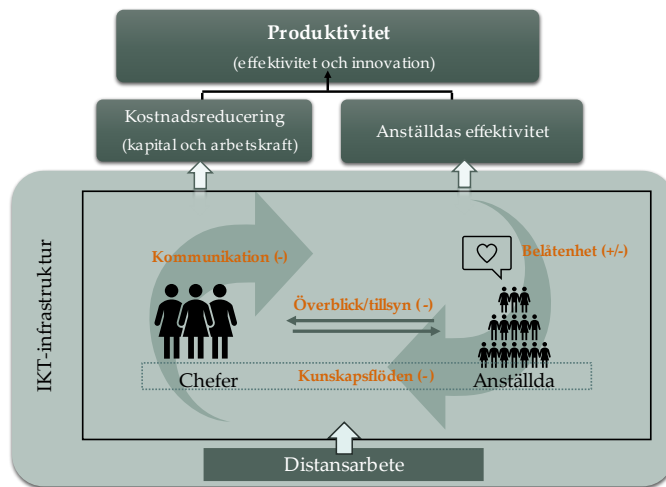 Produktivitet
(effektivitet och innovation)
Kostnadsreducering
(kapital och arbetskraft)
Anställdas effektivitet
IKT-infrastruktur
Kommunikation (-)
Belåtenhet (+/-)
Överblick/tillsyn (-)
Kunskapsflöden (-)
Chefer
Anställda
Distansarbete